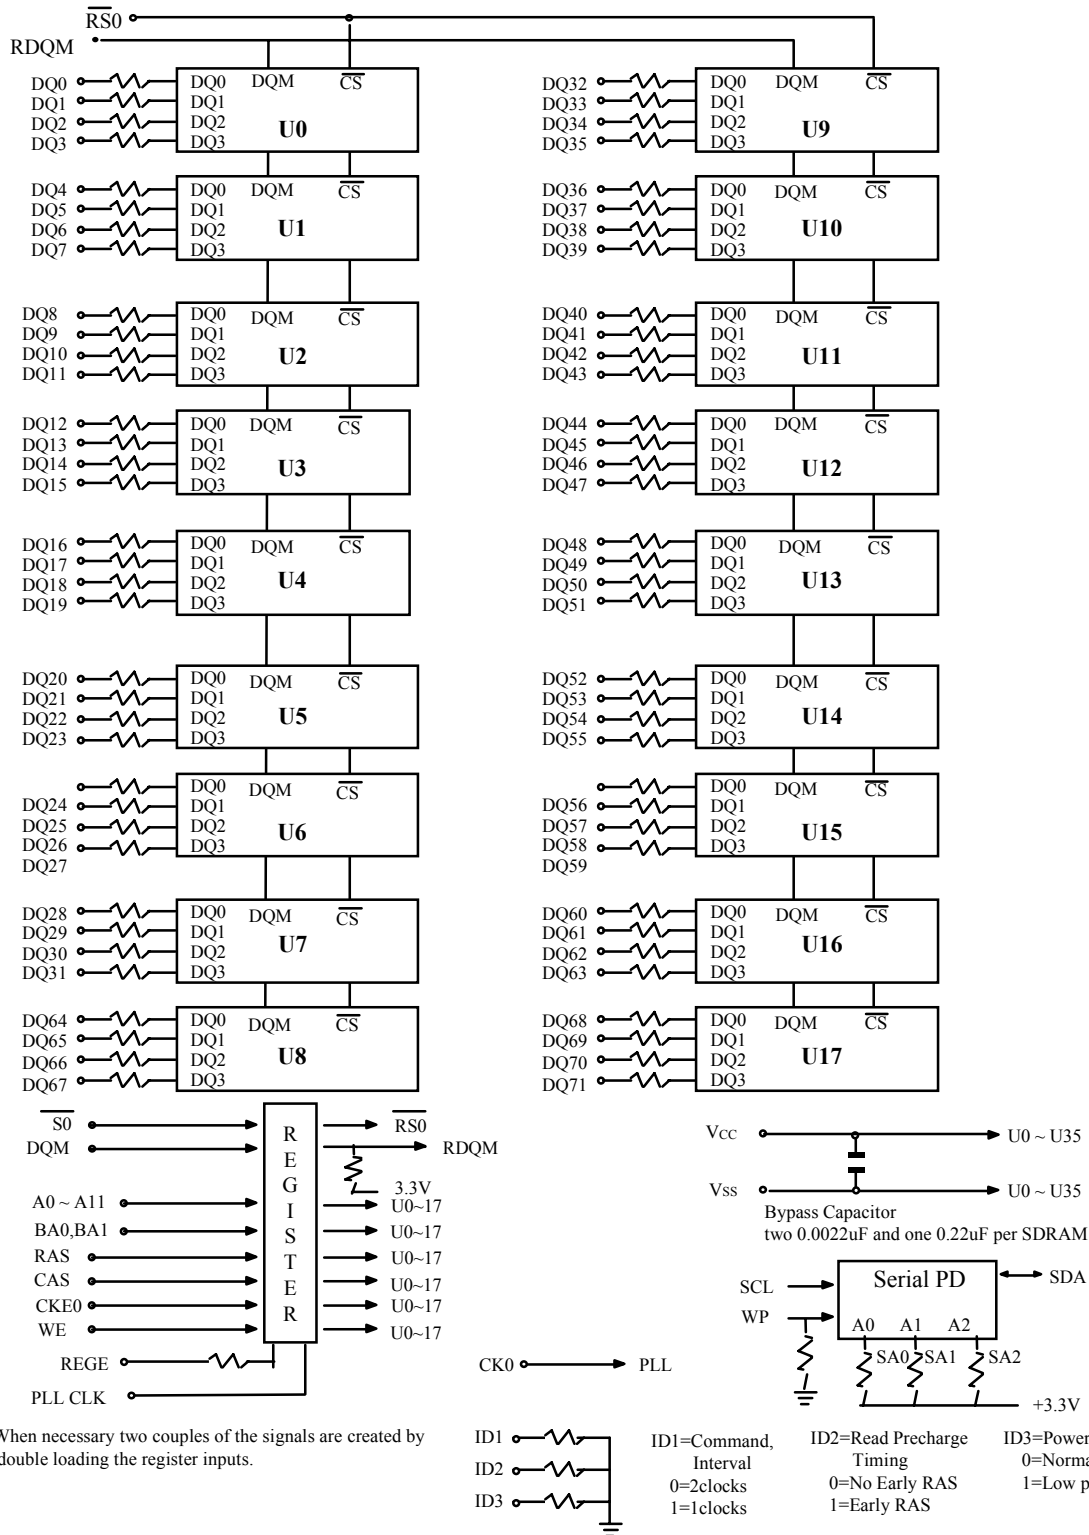 RS0
RDQM
DQ0 DQ0 DQM CS
DQ1 DQ1
DQ2 DQ2 U0
DQ3 DQ3
DQ32 DQ0 DQM CS
DQ33 DQ1
DQ34 DQ2 U9
DQ35 DQ3
DQ4 DQ0 DQM CS
DQ5 DQ1
DQ6 DQ2 U1
DQ7 DQ3
DQ36 DQ0 DQM CS
DQ37 DQ1
DQ38 DQ2 U10
DQ39 DQ3
DQ8 DQ0 DQM CS
DQ9 DQ1
DQ10 DQ2 U2
DQ11 DQ3
DQ40 DQ0 DQM CS
DQ41 DQ1
DQ42 DQ2 U11
DQ43 DQ3
DQ12 DQ0 DQM CS
DQ13 DQ1
DQ14 DQ2 U3
DQ15 DQ3
DQ44 DQ0 DQM CS
DQ45 DQ1
DQ46 DQ2 U12
DQ47 DQ3
DQ16 DQ0 DQM CS
DQ17 DQ1
DQ18 DQ2 U4
DQ19 DQ3
DQ48 DQ0 DQM CS
DQ49 DQ1
DQ50 DQ2 U13
DQ51 DQ3
DQ20 DQ0 DQM CS
DQ21 DQ1
DQ22 DQ2 U5
DQ23 DQ3
DQ52 DQ0 DQM CS
DQ53 DQ1
DQ54 DQ2 U14
DQ55 DQ3
DQ0 DQM CS
DQ24 DQ1
DQ25 DQ2 U6
DQ26 DQ3
DQ27
DQ0 DQM CS
DQ56 DQ1
DQ57 DQ2 U15
DQ58 DQ3
DQ59
DQ28 DQ0 DQM CS
DQ29 DQ1
DQ30 DQ2 U7
DQ31 DQ3
DQ60 DQ0 DQM CS
DQ61 DQ1
DQ62 DQ2 U16
DQ63 DQ3
DQ64 DQ0 DQM CS
DQ65 DQ1
DQ66 DQ2 U8
DQ67 DQ3
DQ68 DQ0 DQM CS
DQ69 DQ1
DQ70 DQ2 U17
DQ71 DQ3
S0 RS0
DQM RDQM
REGISTER
3.3V
A0 ~ A11 U0~17
BA0,BA1 U0~17
RAS U0~17
CAS U0~17
CKE0 U0~17
WE U0~17
REGE
PLL CLK
VCC U0 ~ U35
VSS U0 ~ U35
Bypass Capacitor
two 0.0022uF and one 0.22uF per SDRAM
SCL Serial PD SDA
WP
A0 A1 A2
SA0 SA1 SA2
+3.3V
CK0 PLL
When necessary two couples of the signals are created by
double loading the register inputs.
ID1
ID2
ID3
ID1=Command,
Interval
0=2clocks
1=1clocks
ID2=Read Precharge
Timing
0=No Early RAS
1=Early RAS
ID3=Power
0=Norma
1=Low p